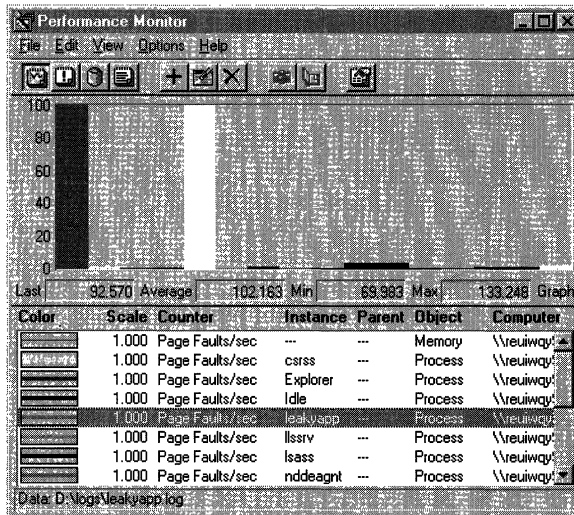 Performance Monitor
File Edit View Options Help
100
80
60
40
20
0
Last 92.570 Average 102.163 Min 69.983 Max 133.248 Graph
Color Scale Counter Instance Parent Object Computer
1.000 Page Faults/sec --- --- Memory \\reuiwqy
1.000 Page Faults/sec csrss --- Process \\reuiwqy
1.000 Page Faults/sec Explorer --- Process \\reuiwqy
1.000 Page Faults/sec Idle --- Process \\reuiwqy
1.000 Page Faults/sec leakyapp --- Process \\reuiwqy
1.000 Page Faults/sec llssrv --- Process \\reuiwqy
1.000 Page Faults/sec lsass --- Process \\reuiwqy
1.000 Page Faults/sec nddeagnt --- Process \\reuiwqy
Data: D:\logs\leakyapp.log